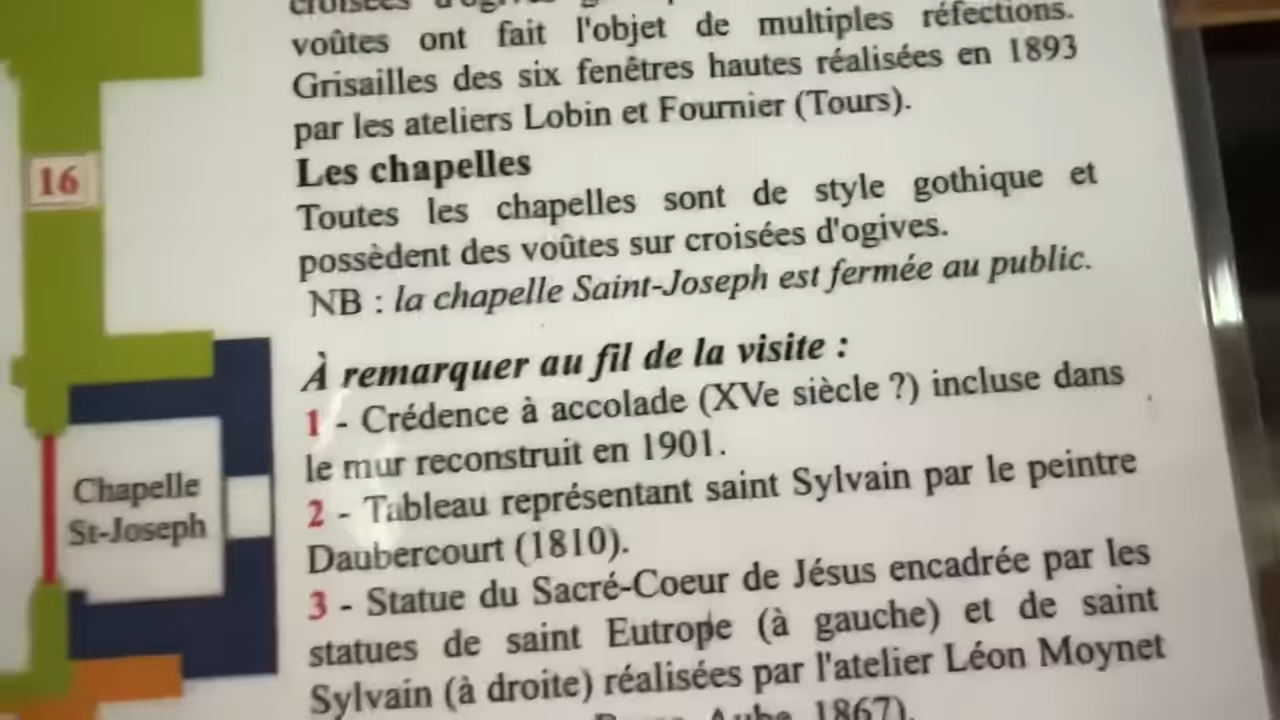 croisées d'ogives
voûtes ont fait l'objet de multiples réfections.
Grisailles des six fenêtres hautes réalisées en 1893
par les ateliers Lobin et Fournier (Tours).
Les chapelles
Toutes les chapelles sont de style gothique et
possèdent des voûtes sur croisées d'ogives.
NB : la chapelle Saint-Joseph est fermée au public.
À remarquer au fil de la visite :
1 - Crédence à accolade (XVe siècle ?) incluse dans
le mur reconstruit en 1901.
2 - Tableau représentant saint Sylvain par le peintre
Daubercourt (1810).
3 - Statue du Sacré-Coeur de Jésus encadrée par les
statues de saint Eutrope (à gauche) et de saint
Sylvain (à droite) réalisées par l'atelier Léon Moynet
Aube, 1867).
16
Chapelle
St-Joseph